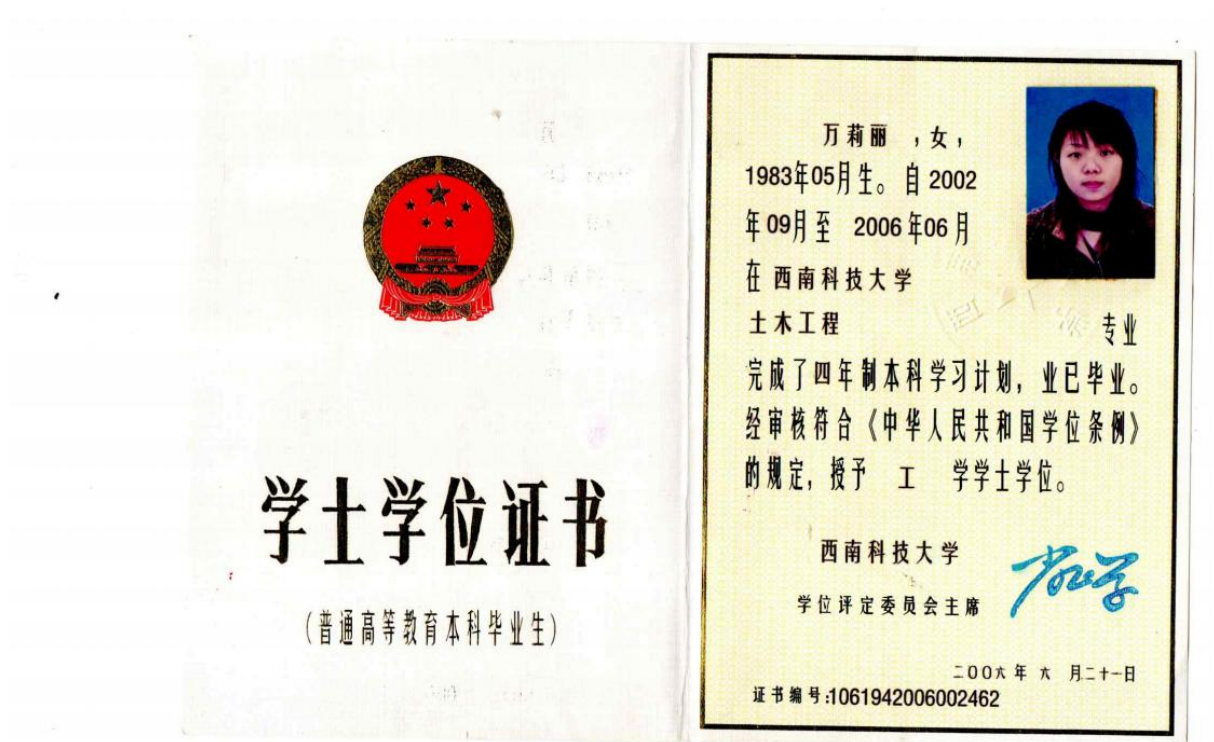 学士学位证书
(普通高等教育本科毕业生)
万莉丽 ,女,
1983年05月生。自 2002
年09月至 2006年06月
在 西南科技大学
土木工程 专业
完成了四年制本科学习计划, 业已毕业。
经审核符合《中华人民共和国学位条例》
的规定, 授予 工 学学士学位。
西南科技大学
学位评定委员会主席
二00六年 六 月二十一日
证书编号:1061942006002462